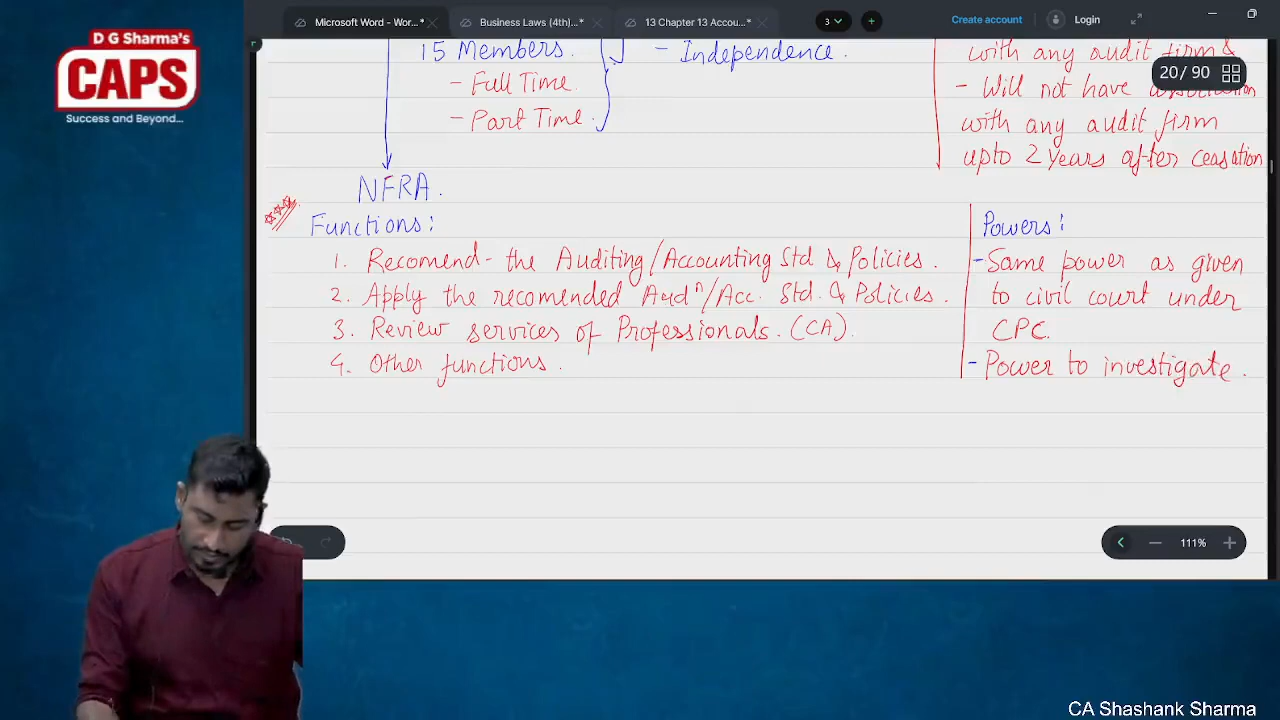 Microsoft Word - Wor...*
Business Laws (4th)...*
13 Chapter 13 Accou...*
3
Create account
Login
D G Sharma's
CAPS
Success and Beyond...
20/ 90
15 Members.
- Full Time
- Part Time.
- Independence.
with any audit firm &
- Will not have association
with any audit firm
upto 2 years after cessation
NFRA.
Functions:
1. Recomend - the Auditing/Accounting Std & Policies.
2. Apply the recomended Audⁿ/Acc. Std. & Policies.
3. Review services of Professionals. (CA).
4. Other functions.
Powers:
- Same power as given
to civil court under
CPC.
- Power to investigate.
111%
CA Shashank Sharma